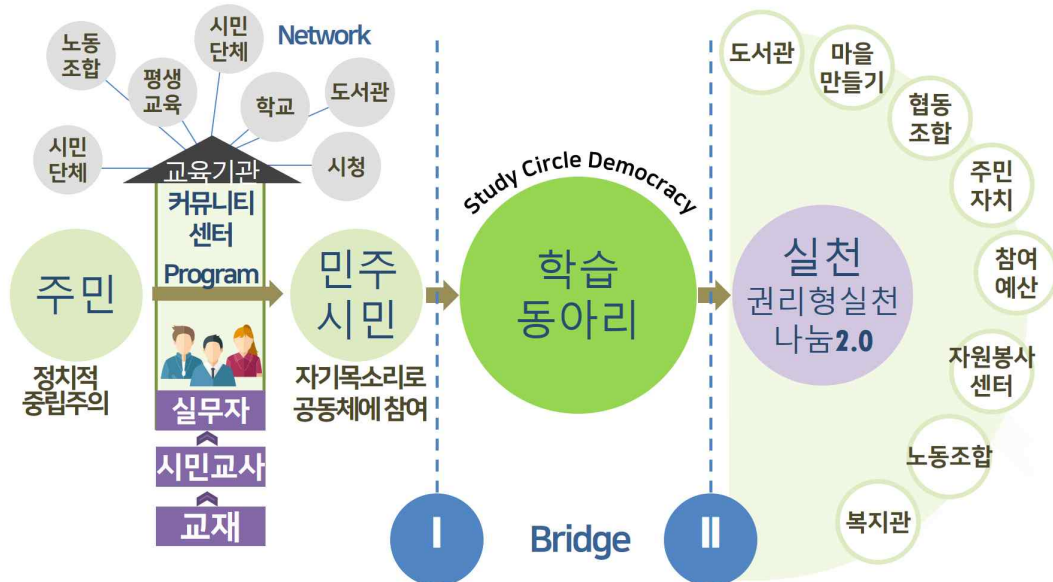 노동
조합
평생
교육
시민
단체
Network
학교
도서관
시민
단체
시청
교육기관
커뮤니티
센터
Program
주민
정치적
중립주의
실무자
시민교사
교재
민주
시민
자기목소리로
공동체에 참여
Study Circle Democracy
학습
동아리
I
Bridge
II
실천
권리형실천
나눔2.0
도서관
마을
만들기
협동
조합
주민
자치
참여
예산
자원봉사
센터
노동조합
복지관